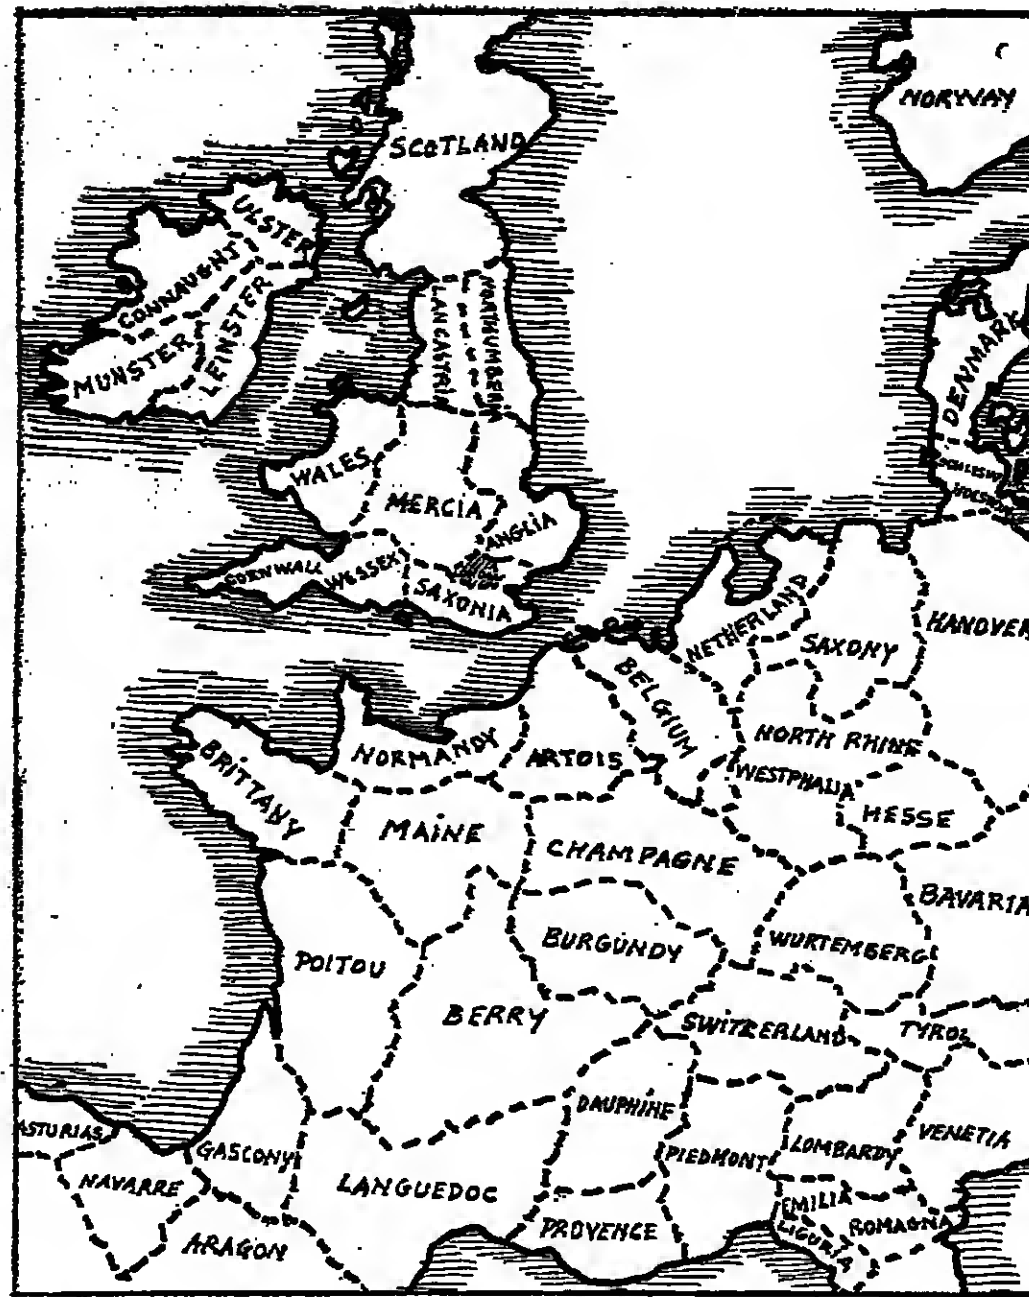 NORWAY
SCOTLAND
ULSTER
CONNAUGHT
LEINSTER
MUNSTER
LANCASTRIA
NORTHUMBERIA
DENMARK
WALES
MERCIA
ANGLIA
CORNWALL
WESSEX
SAXONIA
NETHERLAND
SAXONY
HANOVER
BELGIUM
NORMANDY
ARTOIS
NORTH RHINE
BRITTANY
WESTPHALIA
MAINE
HESSE
CHAMPAGNE
BAVARIA
POITOU
BURGUNDY
WURTEMBERG
BERRY
SWITZERLAND
TYROL
DAUPHINE
ASTURIAS
GASCONY
PIEDMONT
LOMBARDY
VENETIA
NAVARRE
LANGUEDOC
EMILIA
ROMAGNA
LIGURIA
ARAGON
PROVENCE